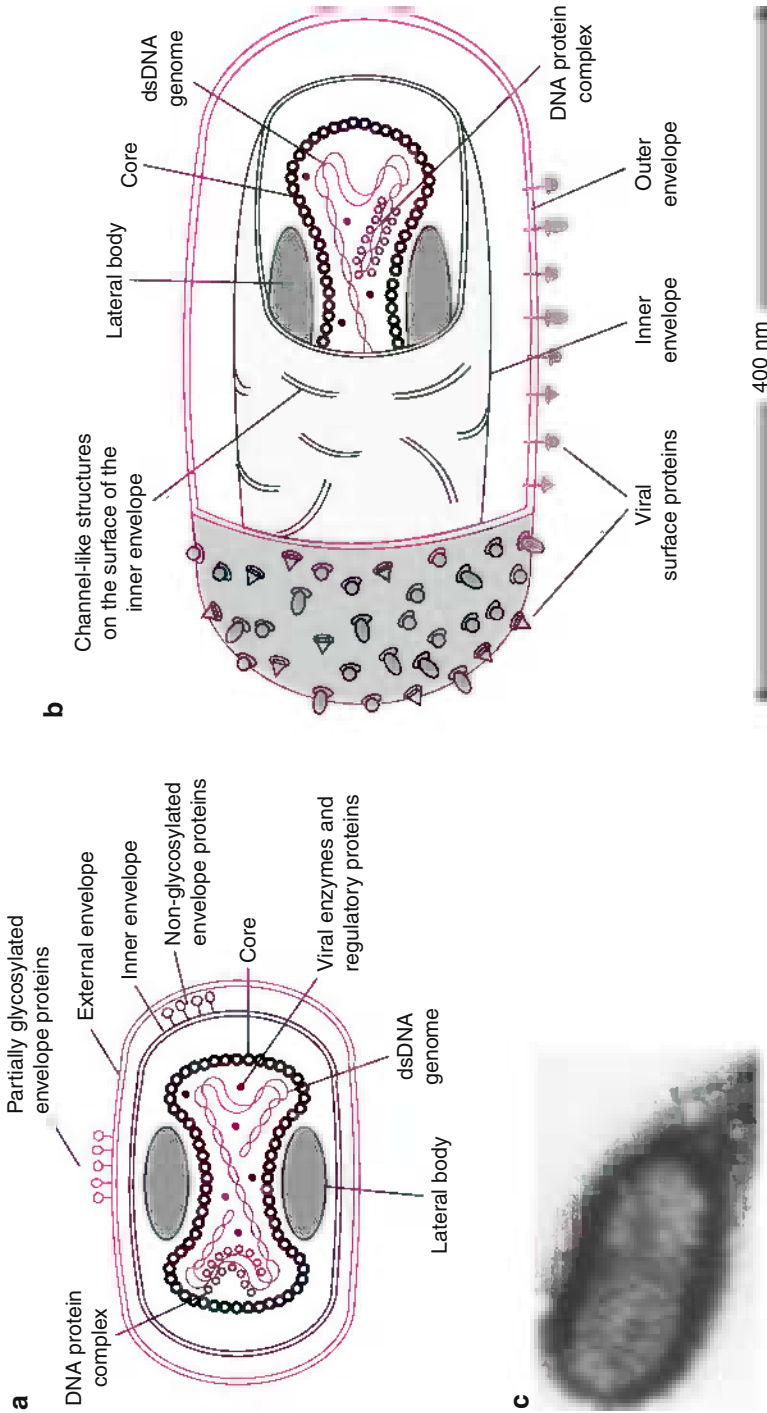 a
Partially glycosylated
envelope proteins
External envelope
Inner envelope
Non-glycosylated
envelope proteins
Core
Viral enzymes and
regulatory proteins
dsDNA
genome
Lateral body
DNA protein
complex
b
Channel-like structures
on the surface of the
inner envelope
Lateral body
Core
dsDNA
genome
DNA protein
complex
Outer
envelope
Inner
envelope
Viral
surface proteins
400 nm
c